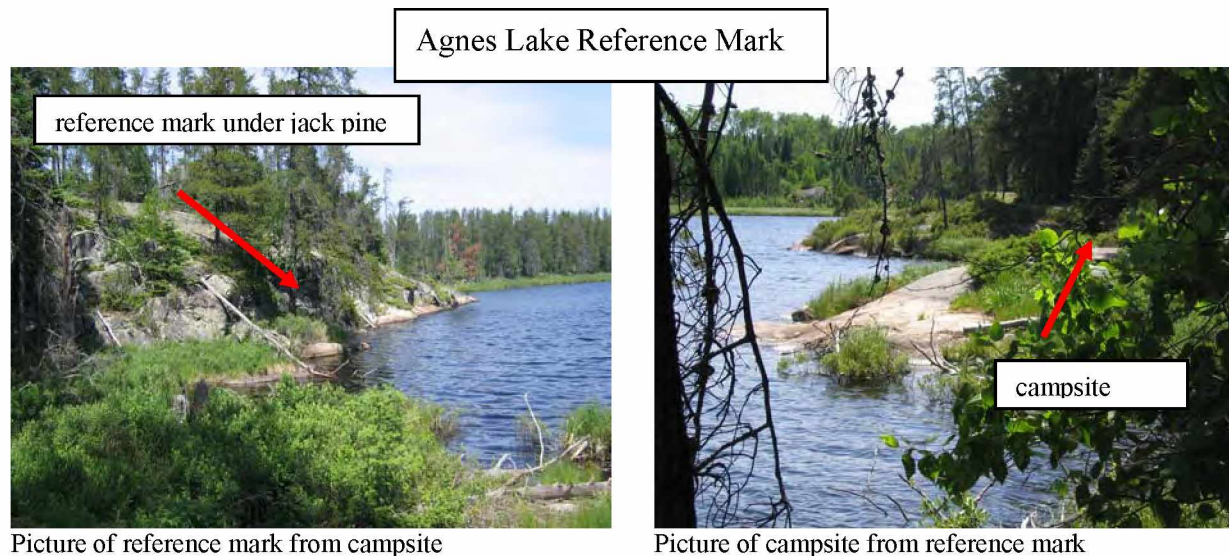 Agnes Lake Reference Mark
reference mark under jack pine
campsite
Picture of reference mark from campsite
Picture of campsite from reference mark